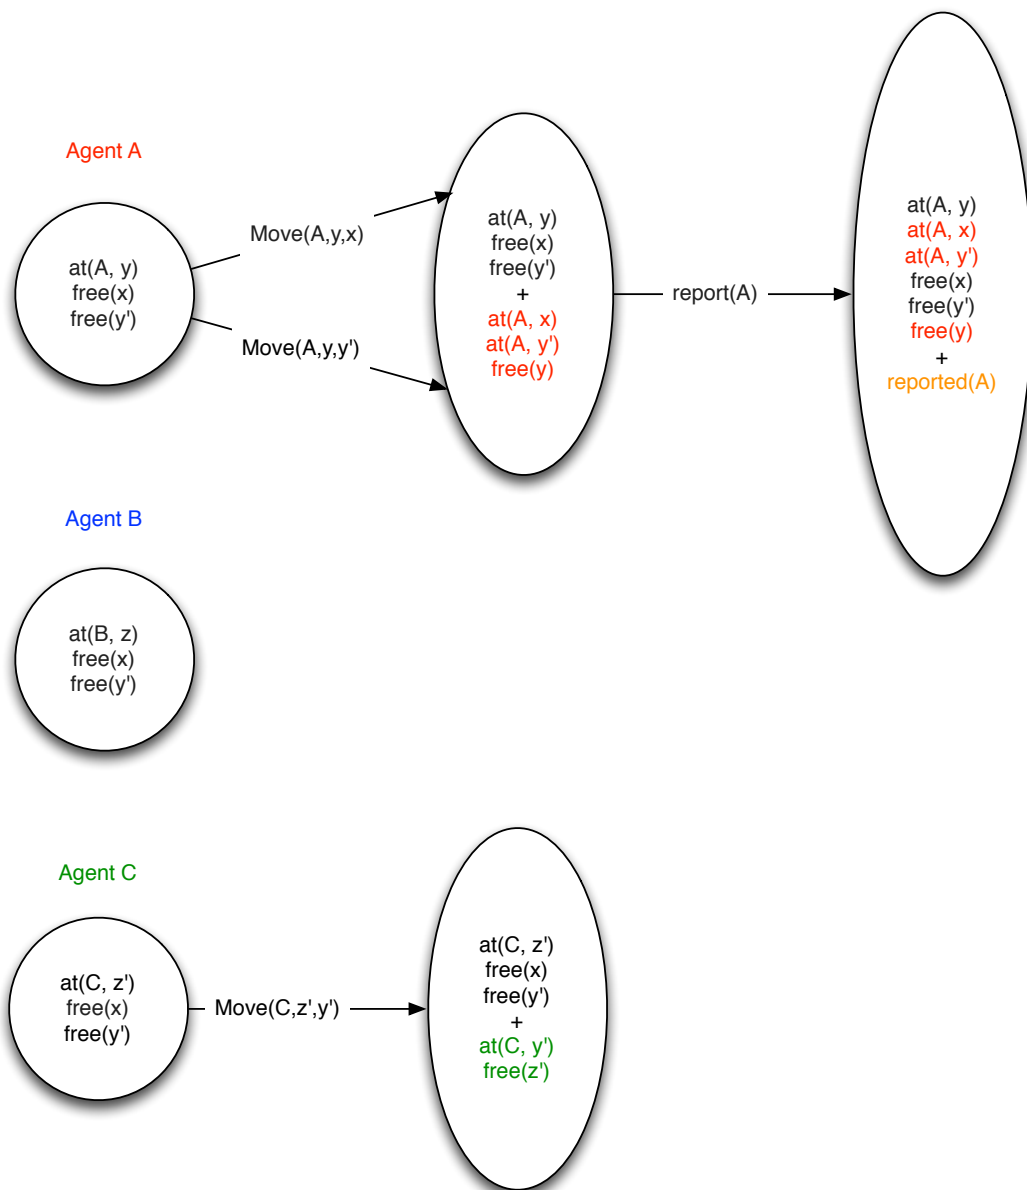 Agent A
at(A, y)
free(x)
free(y')
Move(A,y,x)
Move(A,y,y')
at(A, y)
free(x)
free(y')
+
at(A, x)
at(A, y')
free(y)
report(A)
at(A, y)
at(A, x)
at(A, y')
free(x)
free(y')
free(y)
+
reported(A)
Agent B
at(B, z)
free(x)
free(y')
Agent C
at(C, z')
free(x)
free(y')
Move(C,z',y')
at(C, z')
free(x)
free(y')
+
at(C, y')
free(z')